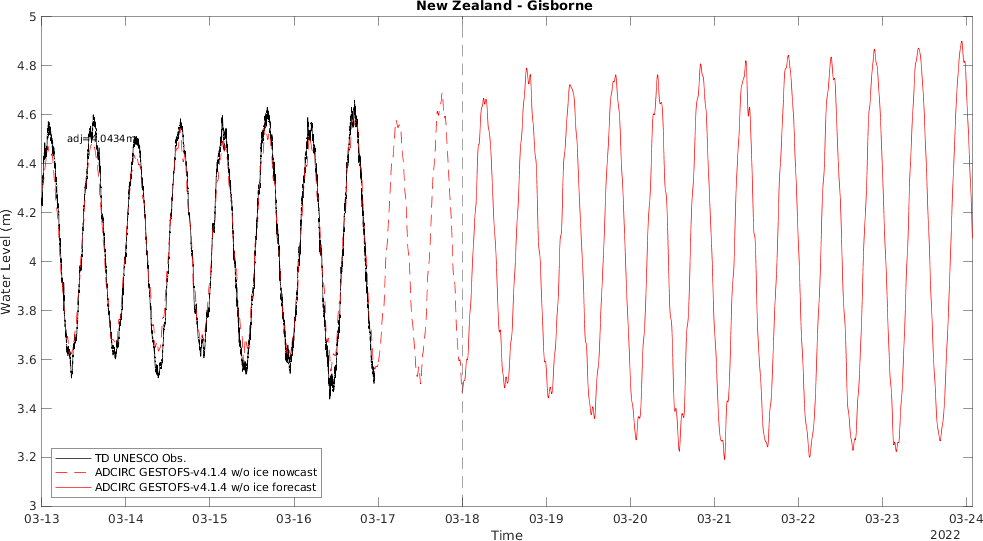 New Zealand - Gisborne
5
4.8
4.6
4.4
4.2
4
3.8
3.6
3.4
3.2
3
Water Level (m)
TD UNESCO Obs.
ADCIRC GESTOFS-v4.1.4 w/o ice nowcast
ADCIRC GESTOFS-v4.1.4 w/o ice forecast
03-13 03-14 03-15 03-16 03-17 03-18 03-19 03-20 03-21 03-22 03-23 03-24
Time
2022